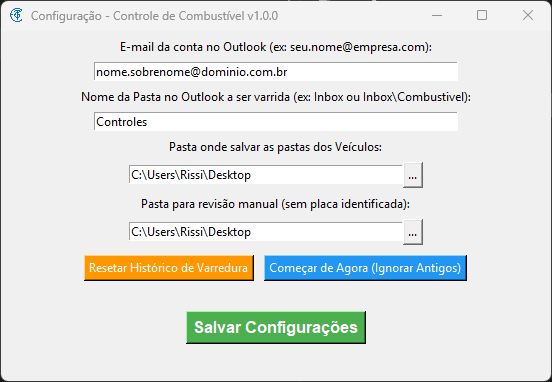 Configuração - Controle de Combustível v1.0.0
E-mail da conta no Outlook (ex: seu.nome@empresa.com):
nome.sobrenome@dominio.com.br
Nome da Pasta no Outlook a ser varrida (ex: Inbox ou Inbox\Combustivel):
Controles
Pasta onde salvar as pastas dos Veículos:
C:\Users\Rissi\Desktop ...
Pasta para revisão manual (sem placa identificada):
C:\Users\Rissi\Desktop ...
Resetar Histórico de Varredura Começar de Agora (Ignorar Antigos)
Salvar Configurações